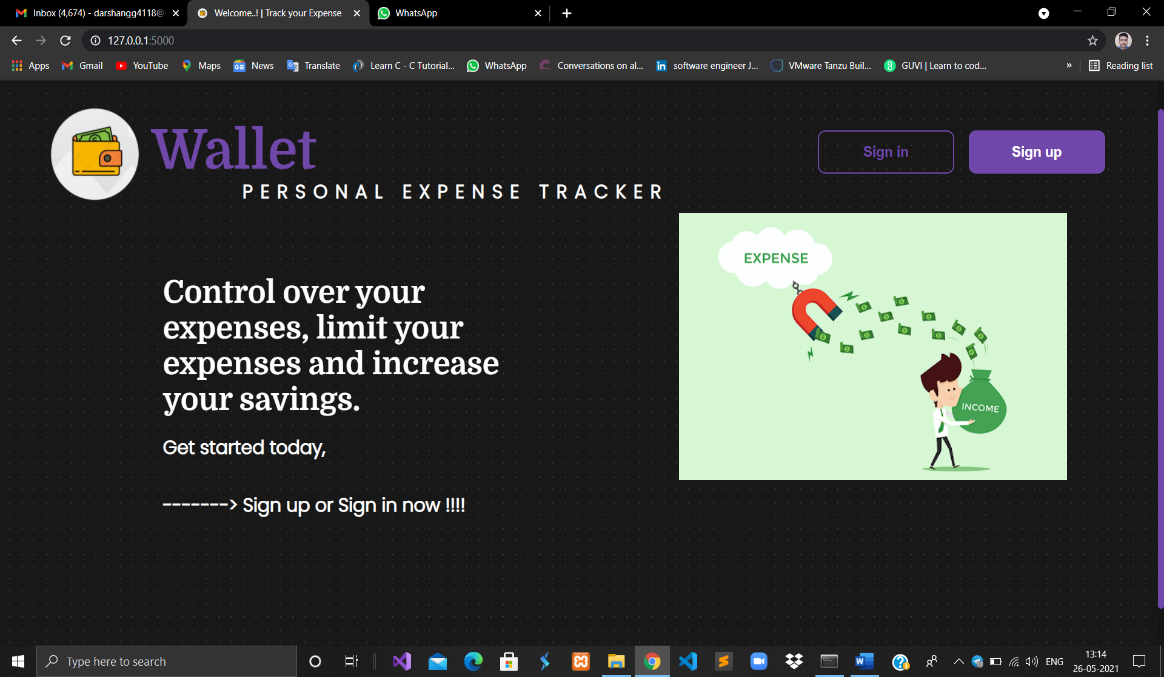 Inbox (4,674) - darshangg4118@
Welcome..! | Track your Expense
WhatsApp
127.0.0.1:5000
Apps
Gmail
YouTube
Maps
News
Translate
Learn C - C Tutorial...
WhatsApp
Conversations on al...
software engineer J...
VMware Tanzu Buil...
GUVI | Learn to cod...
»
Reading list
Wallet
PERSONAL EXPENSE TRACKER
Sign in
Sign up
EXPENSE
INCOME
Control over your
expenses, limit your
expenses and increase
your savings.
Get started today,
-------> Sign up or Sign in now !!!!
Type here to search
ENG
13:14
26-05-2021